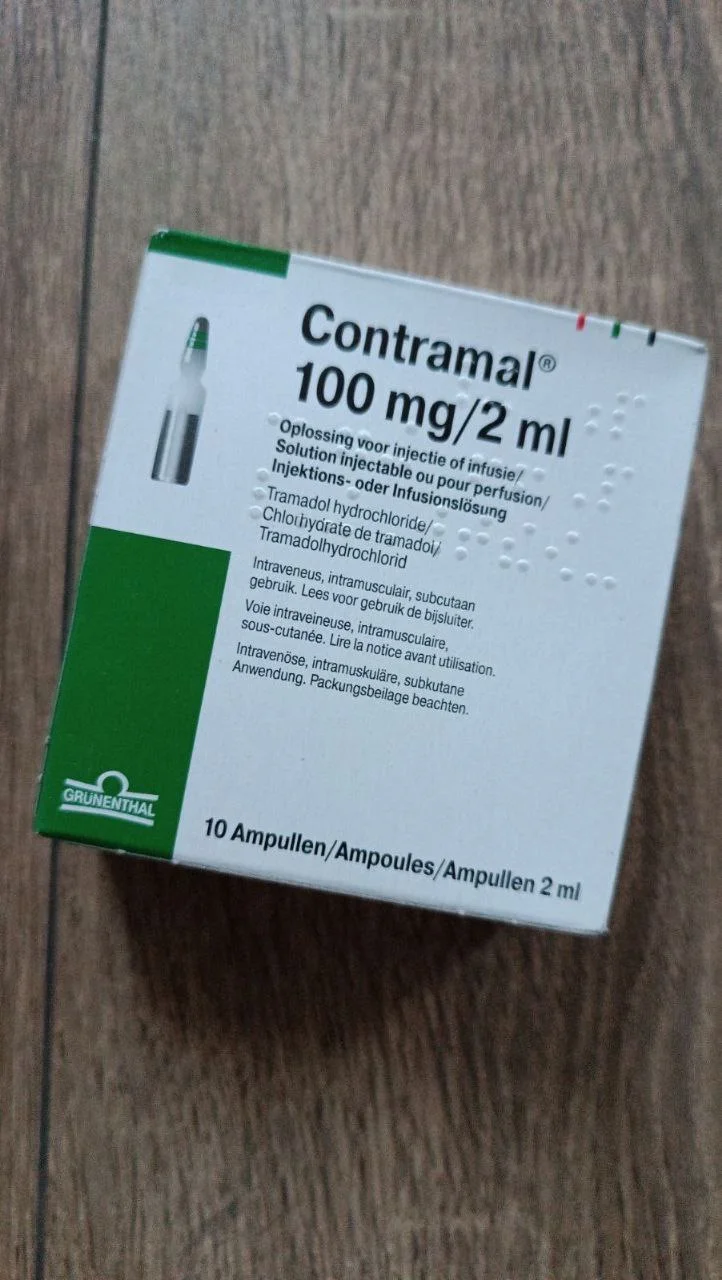 Contramal®
100 mg/2 ml
Oplossing voor injectie of infusie/
Solution injectable ou pour perfusion/
Injektions- oder Infusionslösung
Tramadol hydrochloride/
Chlorhydrate de tramadol/
Tramadolhydrochlorid
Intraveneus, intramusculair, subcutaan
gebruik. Lees voor gebruik de bijsluiter.
Voie intraveineuse, intramusculaire,
sous-cutanée. Lire la notice avant utilisation.
Intravenöse, intramuskuläre, subkutane
Anwendung. Packungsbeilage beachten.
GRÜNENTHAL
10 Ampullen/Ampoules/Ampullen 2 ml